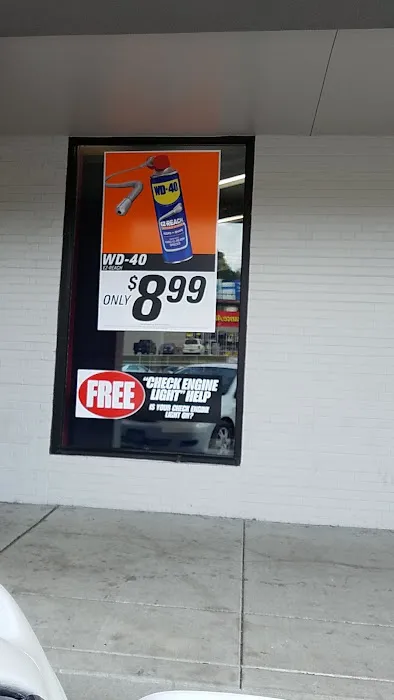 WD-40
EZ-REACH
WD-40
EZ-REACH
ONLY $8.99
FREE
"CHECK ENGINE
LIGHT" HELP
IS YOUR CHECK ENGINE
LIGHT ON?